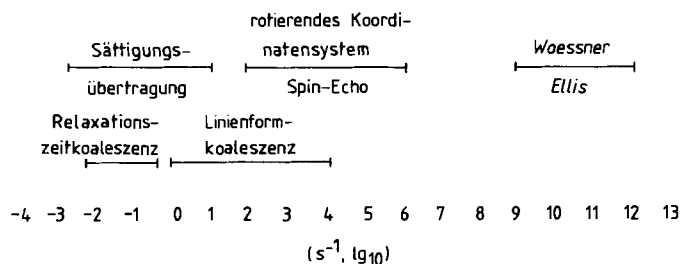 rotierendes Koordi-
Sättigungs-
natensystem
Woessner
übertragung
Spin-Echo
Ellis
Relaxations-
zeitkoaleszenz
Linienform-
koaleszenz
-4 -3 -2 -1 0 1 2 3 4 5 6 7 8 9 10 11 12 13
(s⁻¹, lg₁₀)